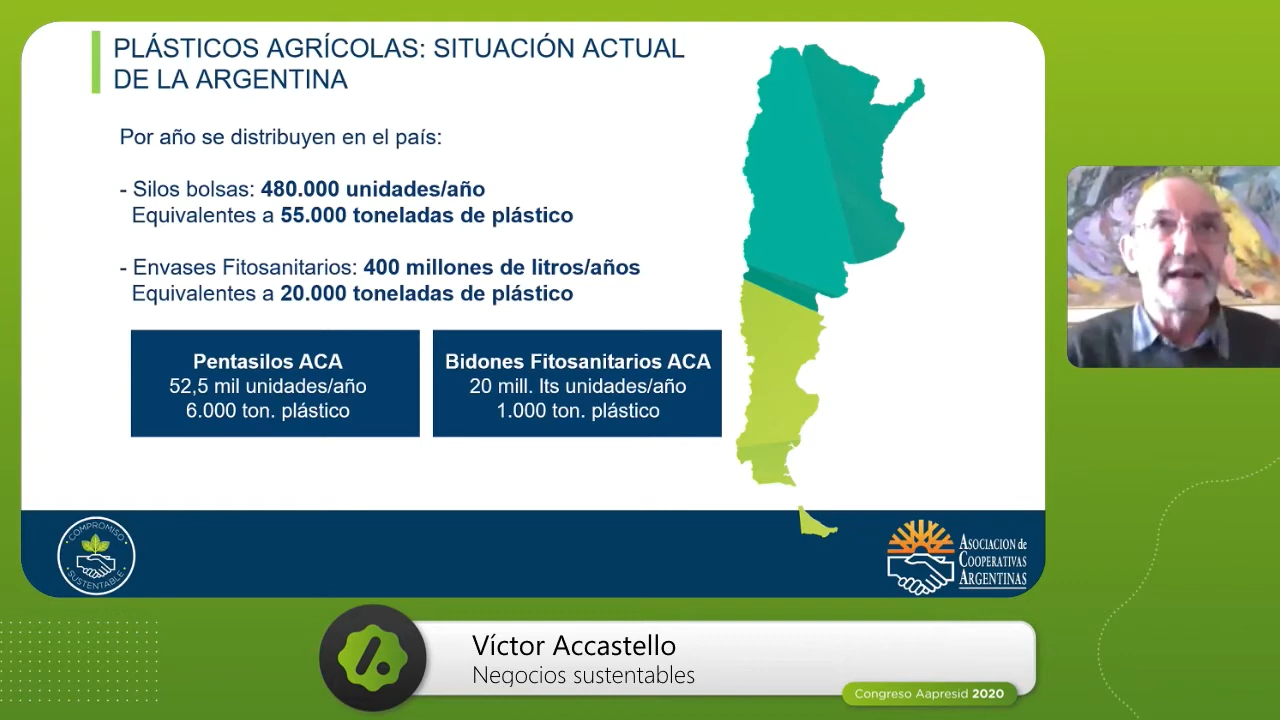 PLÁSTICOS AGRÍCOLAS: SITUACIÓN ACTUAL
DE LA ARGENTINA
Por año se distribuyen en el país:
- Silos bolsas: 480.000 unidades/año
Equivalentes a 55.000 toneladas de plástico
- Envases Fitosanitarios: 400 millones de litros/años
Equivalentes a 20.000 toneladas de plástico
Pentasilos ACA
52,5 mil unidades/año
6.000 ton. plástico
Bidones Fitosanitarios ACA
20 mill. lts unidades/año
1.000 ton. plástico
COMPROMISO
SUSTENTABLE
ASOCIACION de
COOPERATIVAS
ARGENTINAS
Víctor Accastello
Negocios sustentables
Congreso Aapresid 2020